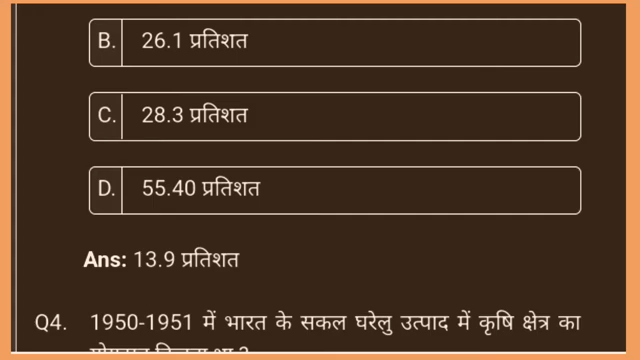 B. 26.1 प्रतिशत
C. 28.3 प्रतिशत
D. 55.40 प्रतिशत
Ans: 13.9 प्रतिशत
Q4. 1950-1951 में भारत के सकल घरेलु उत्पाद में कृषि क्षेत्र का